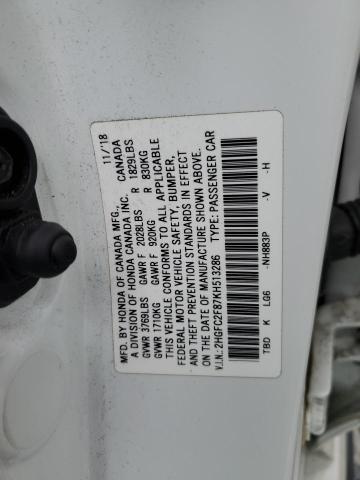 MFD. BY HONDA OF CANADA MFG. 11/18
A DIVISION OF HONDA CANADA INC. CANADA
GVWR 3769LBS GAWR F 2028LBS R 1829LBS
GVWR 1710KG GAWR F 920KG R 830KG
THIS VEHICLE CONFORMS TO ALL APPLICABLE
FEDERAL MOTOR VEHICLE SAFETY, BUMPER,
AND THEFT PREVENTION STANDARDS IN EFFECT
ON THE DATE OF MANUFACTURE SHOWN ABOVE.
V.I.N.: 2HGFC2F87KH513286 TYPE: PASSENGER CAR
TBD K LG6 -NH883P -V -H